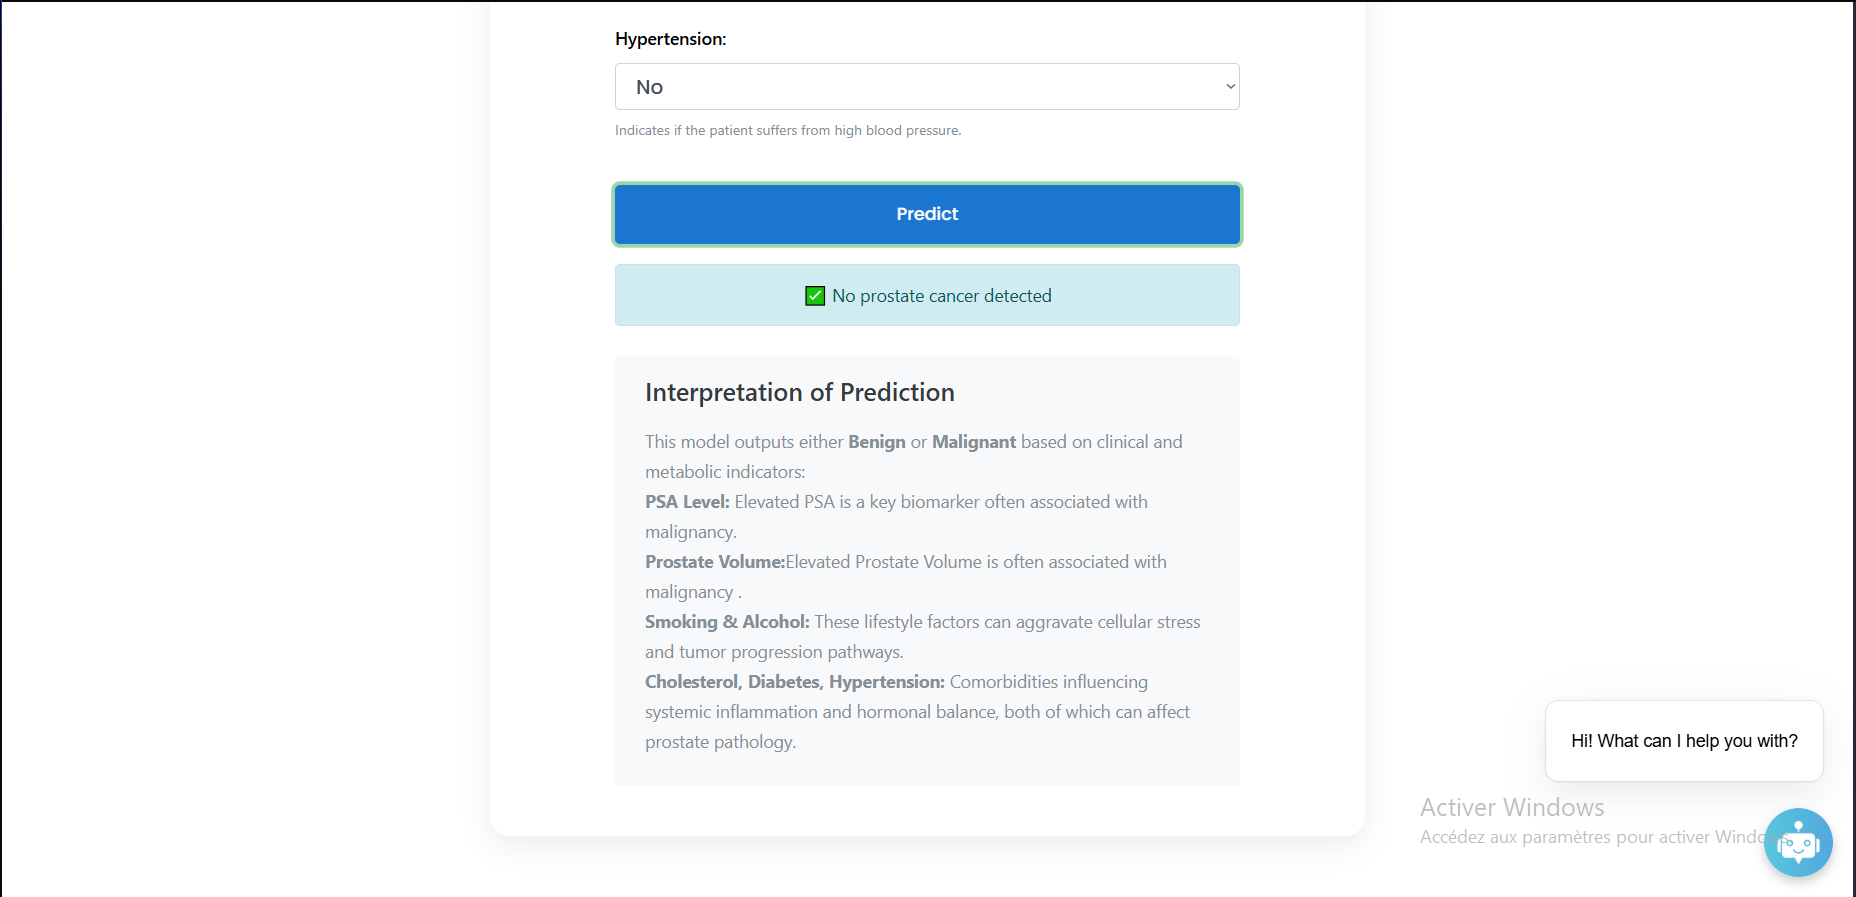 Hypertension:
No
Indicates if the patient suffers from high blood pressure.
Predict
✅ No prostate cancer detected
Interpretation of Prediction
This model outputs either Benign or Malignant based on clinical and
metabolic indicators:
PSA Level: Elevated PSA is a key biomarker often associated with
malignancy.
Prostate Volume:Elevated Prostate Volume is often associated with
malignancy .
Smoking & Alcohol: These lifestyle factors can aggravate cellular stress
and tumor progression pathways.
Cholesterol, Diabetes, Hypertension: Comorbidities influencing
systemic inflammation and hormonal balance, both of which can affect
prostate pathology.
Hi! What can I help you with?
Activer Windows
Accédez aux paramètres pour activer Windows